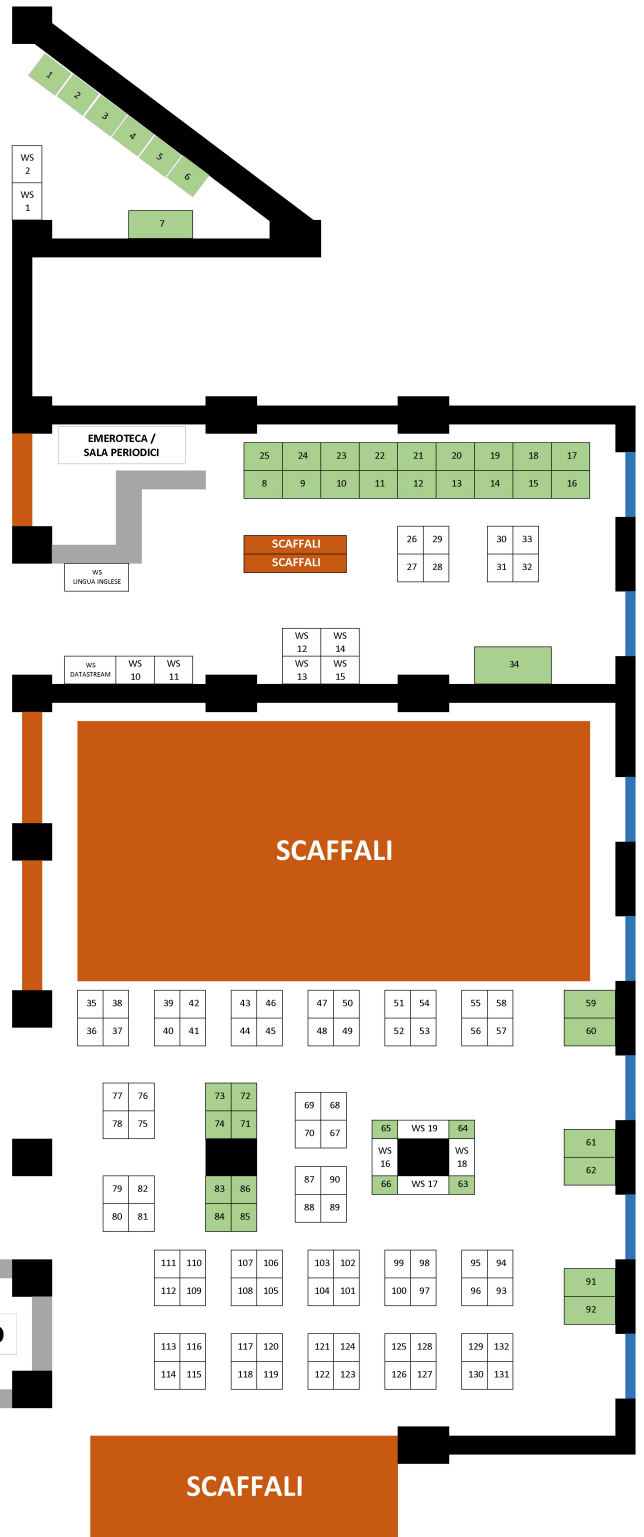 1
2
3
4
5
6
WS
2
WS
1
7
EMEROTECA /
SALA PERIODICI
25 24 23 22 21 20 19 18 17
8 9 10 11 12 13 14 15 16
SCAFFALI
SCAFFALI
26 29
27 28
30 33
31 32
WS
LINGUA INGLESE
WS
DATASTREAM
WS
10
WS
11
WS
12
WS
14
WS
13
WS
15
34
SCAFFALI
35 38 39 42 43 46 47 50 51 54 55 58 59
36 37 40 41 44 45 48 49 52 53 56 57 60
77 76
78 75
73 72
74 71
69 68
70 67
65 WS 19 64
WS
16
WS
18
66 WS 17 63
61
62
79 82
80 81
83 86
84 85
87 90
88 89
111 110 107 106 103 102 99 98 95 94
112 109 108 105 104 101 100 97 96 93
91
92
113 116 117 120 121 124 125 128 129 132
114 115 118 119 122 123 126 127 130 131
SCAFFALI